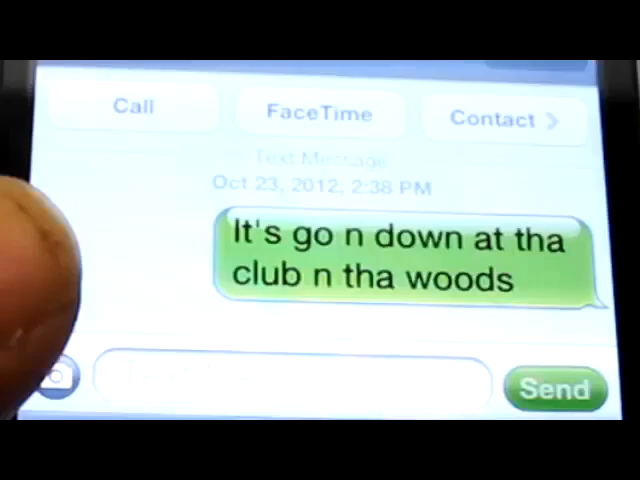 Call FaceTime Contact
Text Message
Oct 23, 2012, 2:38 PM
It's go n down at tha
club n tha woods
Send